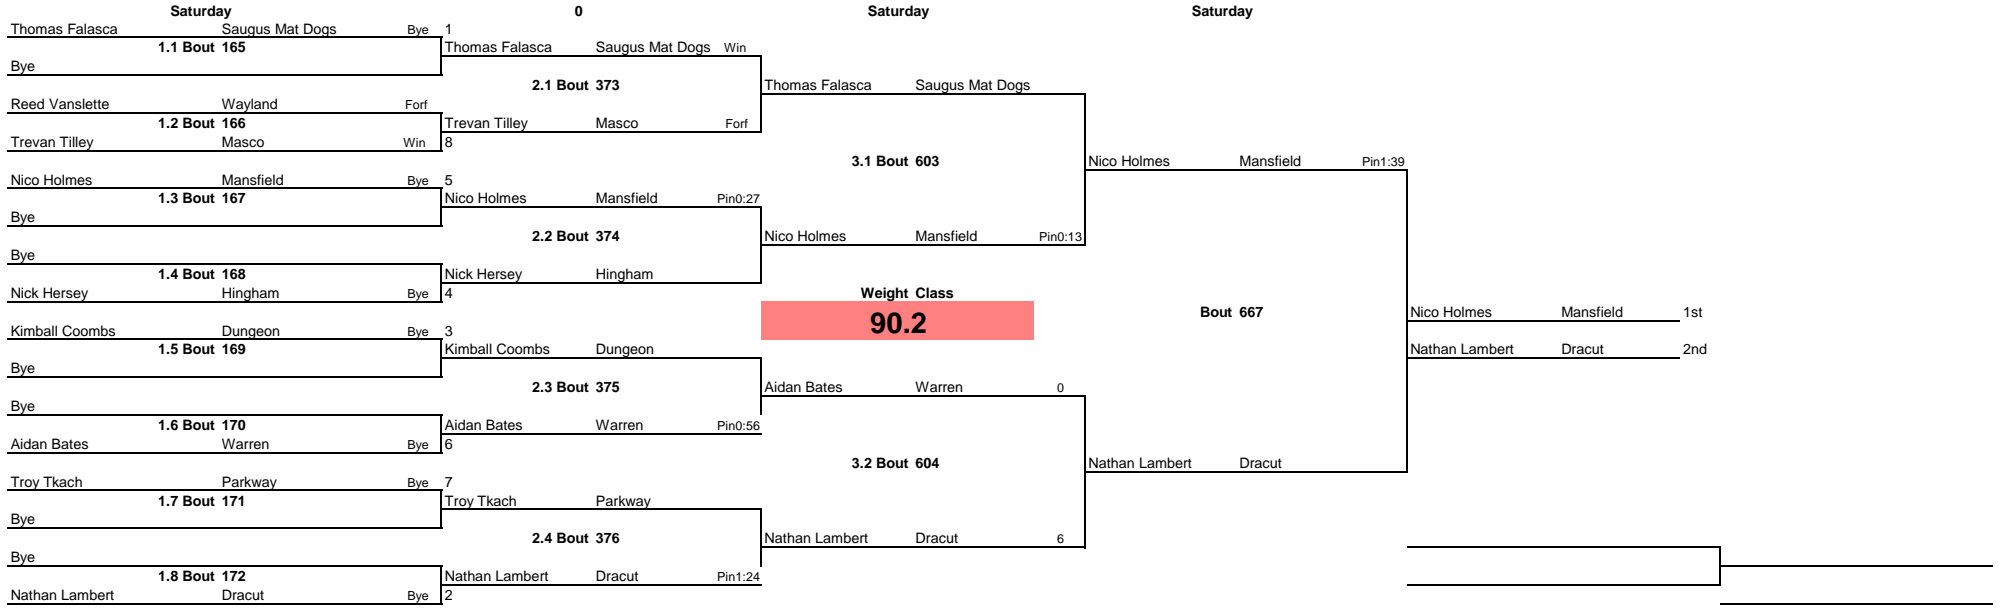 Saturday 0 Saturday Saturday
Thomas Falasca Saugus Mat Dogs Bye 1
1.1 Bout 165 Thomas Falasca Saugus Mat Dogs Win
Bye
2.1 Bout 373 Thomas Falasca Saugus Mat Dogs
Reed Vanslette Wayland Forf
1.2 Bout 166 Trevan Tilley Masco Forf
Trevan Tilley Masco Win 8
3.1 Bout 603 Nico Holmes Mansfield Pin1:39
Nico Holmes Mansfield Bye 5
1.3 Bout 167 Nico Holmes Mansfield Pin0:27
Bye
2.2 Bout 374 Nico Holmes Mansfield Pin0:13
Bye
1.4 Bout 168 Nick Hersey Hingham
Nick Hersey Hingham Bye 4 Weight Class
Bout 667 Nico Holmes Mansfield 1st
90.2
Kimball Coombs Dungeon Bye 3
1.5 Bout 169 Kimball Coombs Dungeon Nathan Lambert Dracut 2nd
Bye
2.3 Bout 375 Aidan Bates Warren 0
Bye
1.6 Bout 170 Aidan Bates Warren Pin0:56
Aidan Bates Warren Bye 6
3.2 Bout 604 Nathan Lambert Dracut
Troy Tkach Parkway Bye 7
1.7 Bout 171 Troy Tkach Parkway
Bye
2.4 Bout 376 Nathan Lambert Dracut 6
Bye
1.8 Bout 172 Nathan Lambert Dracut Pin1:24
Nathan Lambert Dracut Bye 2